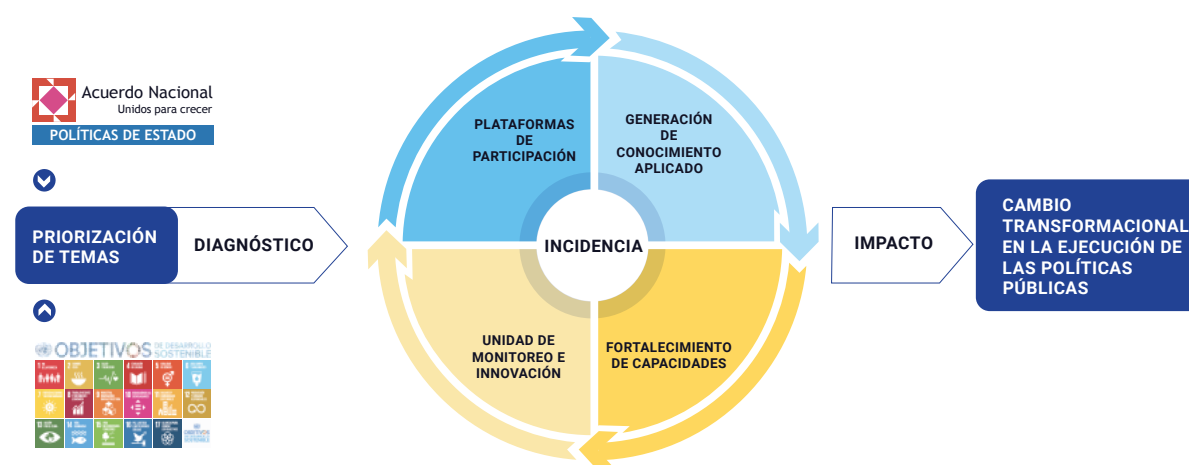 Acuerdo Nacional
Unidos para crecer
POLÍTICAS DE ESTADO
PRIORIZACIÓN
DE TEMAS
DIAGNÓSTICO
OBJETIVOS
DE DESARROLLO
SOSTENIBLE
PLATAFORMAS
DE
PARTICIPACIÓN
GENERACIÓN
DE
CONOCIMIENTO
APLICADO
INCIDENCIA
UNIDAD DE
MONITOREO E
INNOVACIÓN
FORTALECIMIENTO
DE CAPACIDADES
IMPACTO
CAMBIO
TRANSFORMACIONAL
EN LA EJECUCIÓN DE
LAS POLÍTICAS
PÚBLICAS